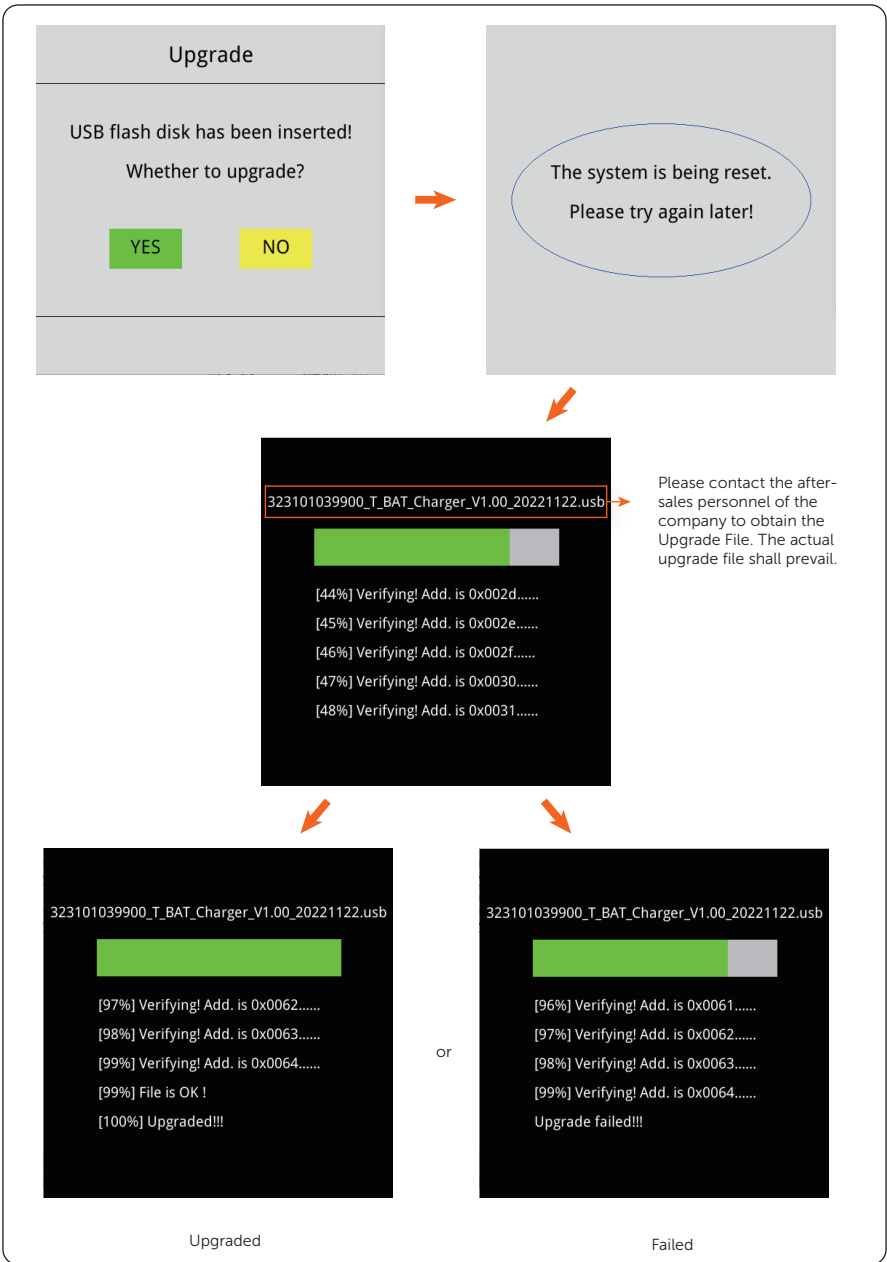 Upgrade
USB flash disk has been inserted!
Whether to upgrade?
YES
NO
The system is being reset.
Please try again later!
323101039900_T_BAT_Charger_V1.00_20221122.usb
[44%] Verifying! Add. is 0x002d......
[45%] Verifying! Add. is 0x002e......
[46%] Verifying! Add. is 0x002f......
[47%] Verifying! Add. is 0x0030......
[48%] Verifying! Add. is 0x0031......
Please contact the after-
sales personnel of the
company to obtain the
Upgrade File. The actual
upgrade file shall prevail.
323101039900_T_BAT_Charger_V1.00_20221122.usb
[97%] Verifying! Add. is 0x0062......
[98%] Verifying! Add. is 0x0063......
[99%] Verifying! Add. is 0x0064......
[99%] File is OK !
[100%] Upgraded!!!
Upgraded
or
323101039900_T_BAT_Charger_V1.00_20221122.usb
[96%] Verifying! Add. is 0x0061......
[97%] Verifying! Add. is 0x0062......
[98%] Verifying! Add. is 0x0063......
[99%] Verifying! Add. is 0x0064......
Upgrade failed!!!
Failed